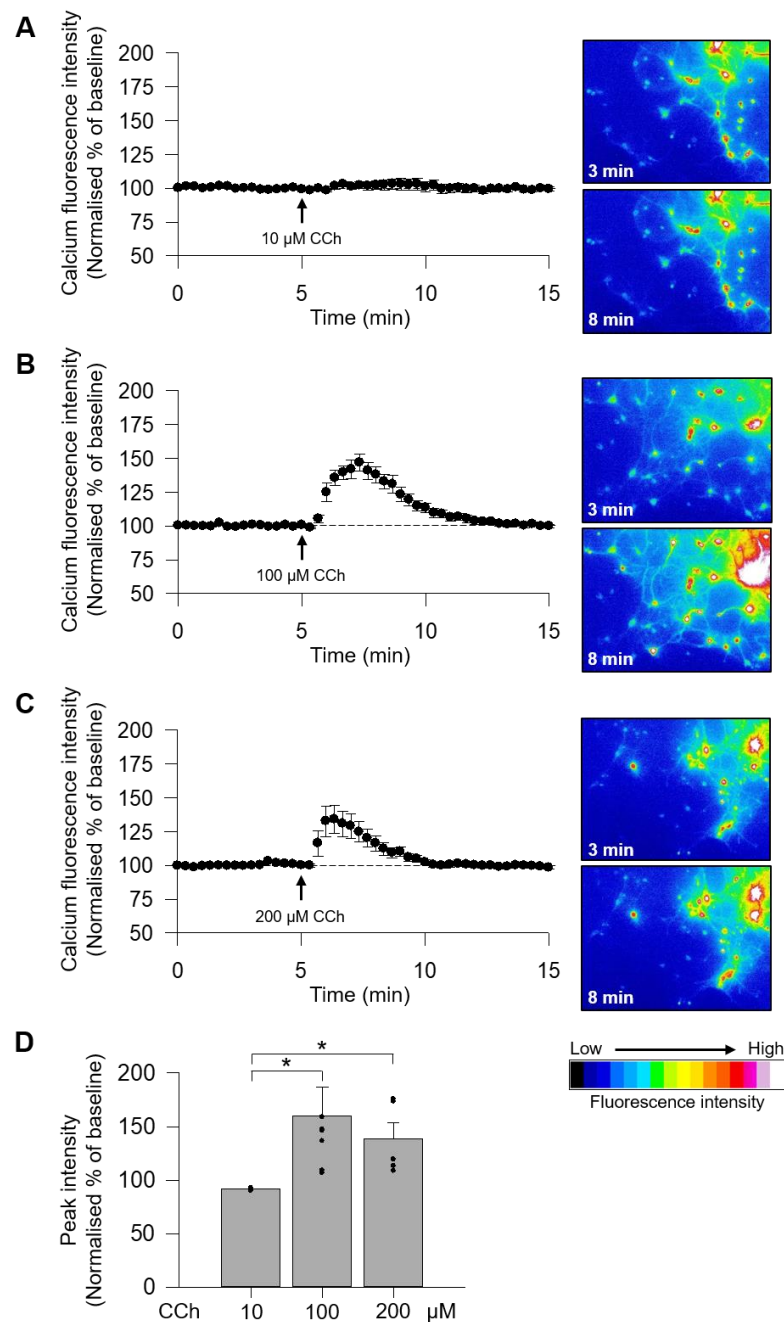 A
Calcium fluorescence intensity
(Normalised % of baseline)
200
175
150
125
100
75
50
10 µM CCh
0 5 10 15
Time (min)
3 min
8 min
B
Calcium fluorescence intensity
(Normalised % of baseline)
200
175
150
125
100
75
50
100 µM CCh
0 5 10 15
Time (min)
3 min
8 min
C
Calcium fluorescence intensity
(Normalised % of baseline)
200
175
150
125
100
75
50
200 µM CCh
0 5 10 15
Time (min)
3 min
8 min
D
Peak intensity
(Normalised % of baseline)
200
150
100
50
0
*
*
CCh 10 100 200 µM
Low High
Fluorescence intensity